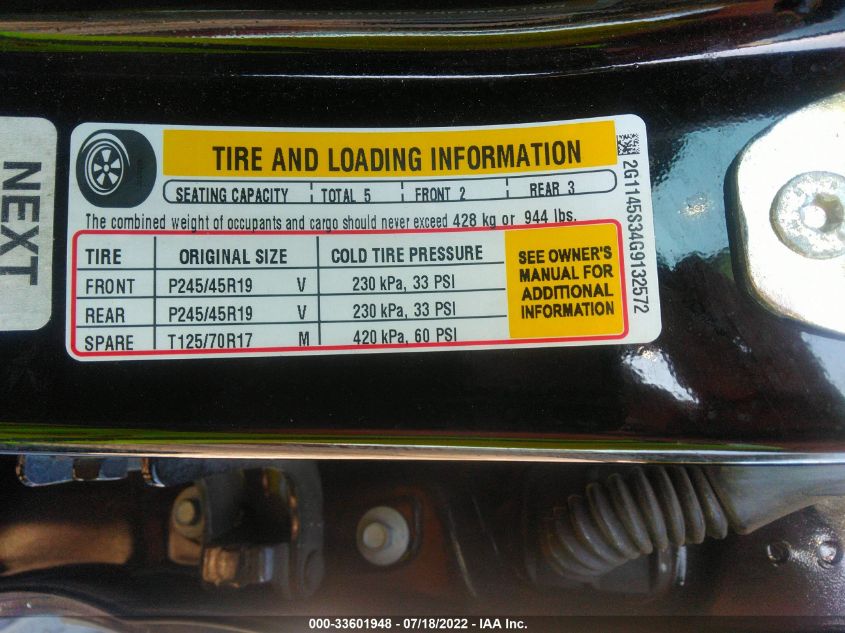 NEXT
TIRE AND LOADING INFORMATION
SEATING CAPACITY TOTAL 5 FRONT 2 REAR 3
The combined weight of occupants and cargo should never exceed 428 kg or 944 lbs.
TIRE ORIGINAL SIZE COLD TIRE PRESSURE
FRONT P245/45R19 V 230 kPa, 33 PSI
REAR P245/45R19 V 230 kPa, 33 PSI
SPARE T125/70R17 M 420 kPa, 60 PSI
SEE OWNER'S
MANUAL FOR
ADDITIONAL
INFORMATION
2G1145S34G9132572
000-33601948 - 07/18/2022 - IAA Inc.